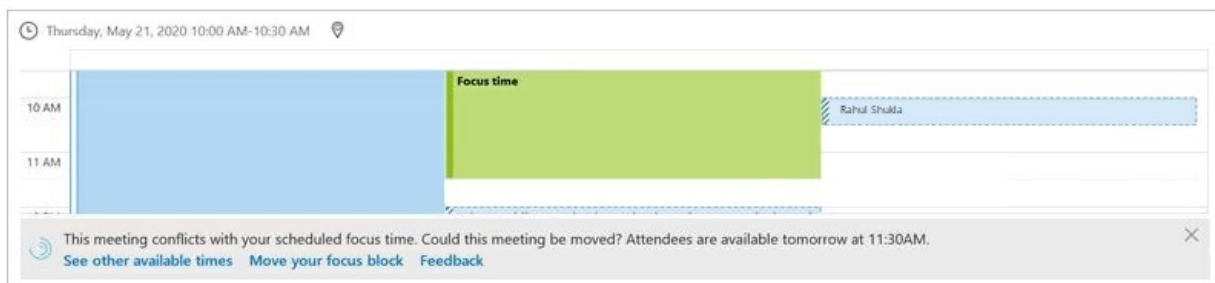 Thursday, May 21, 2020 10:00 AM-10:30 AM
Focus time
10 AM
Rahul Shukla
11 AM
This meeting conflicts with your scheduled focus time. Could this meeting be moved? Attendees are available tomorrow at 11:30AM.
See other available times Move your focus block Feedback